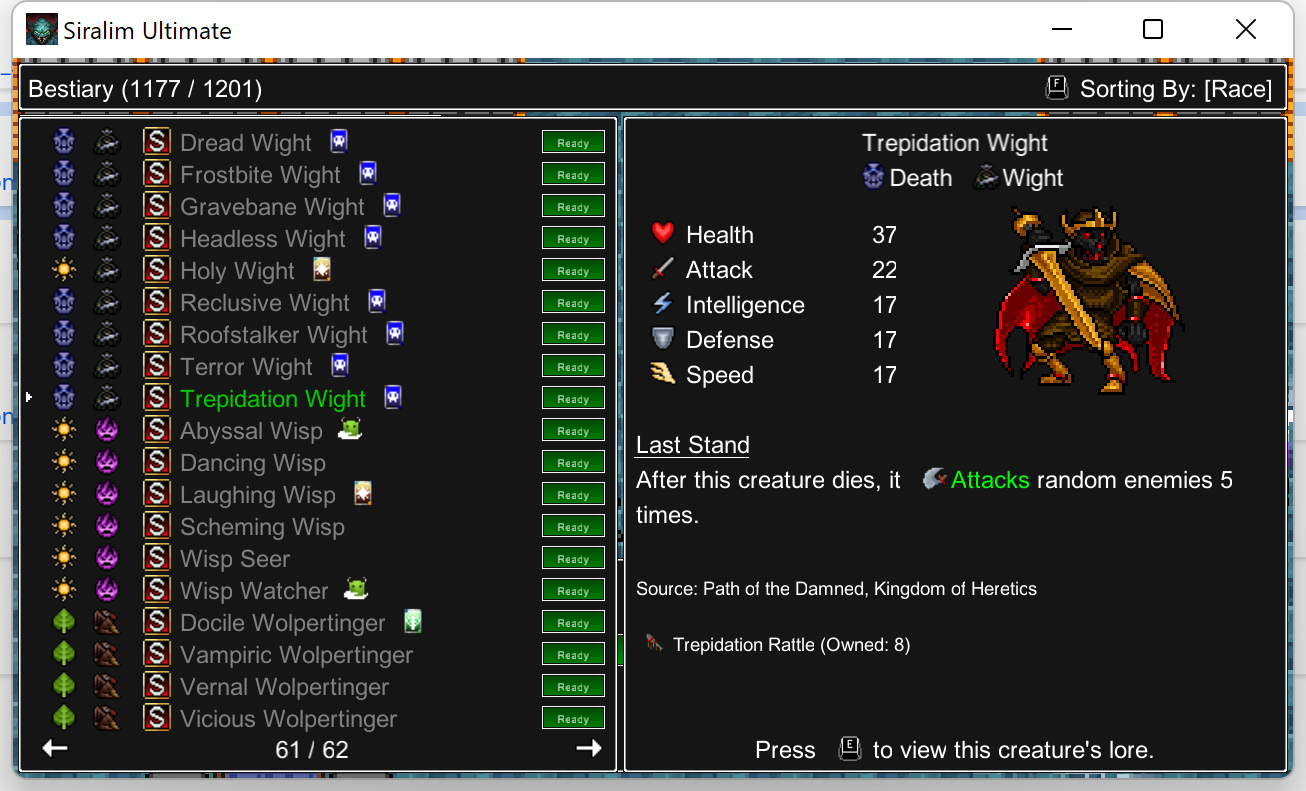 Siralim Ultimate
Bestiary (1177 / 1201)
F Sorting By: [Race]
S Dread Wight Ready
S Frostbite Wight Ready
S Gravebane Wight Ready
S Headless Wight Ready
S Holy Wight Ready
S Reclusive Wight Ready
S Roofstalker Wight Ready
S Terror Wight Ready
S Trepidation Wight Ready
S Abyssal Wisp Ready
S Dancing Wisp Ready
S Laughing Wisp Ready
S Scheming Wisp Ready
S Wisp Seer Ready
S Wisp Watcher Ready
S Docile Wolpertinger Ready
S Vampiric Wolpertinger Ready
S Vernal Wolpertinger Ready
S Vicious Wolpertinger Ready
61 / 62
Trepidation Wight
Death Wight
Health 37
Attack 22
Intelligence 17
Defense 17
Speed 17
Last Stand
After this creature dies, it Attacks random enemies 5
times.
Source: Path of the Damned, Kingdom of Heretics
Trepidation Rattle (Owned: 8)
Press E to view this creature's lore.